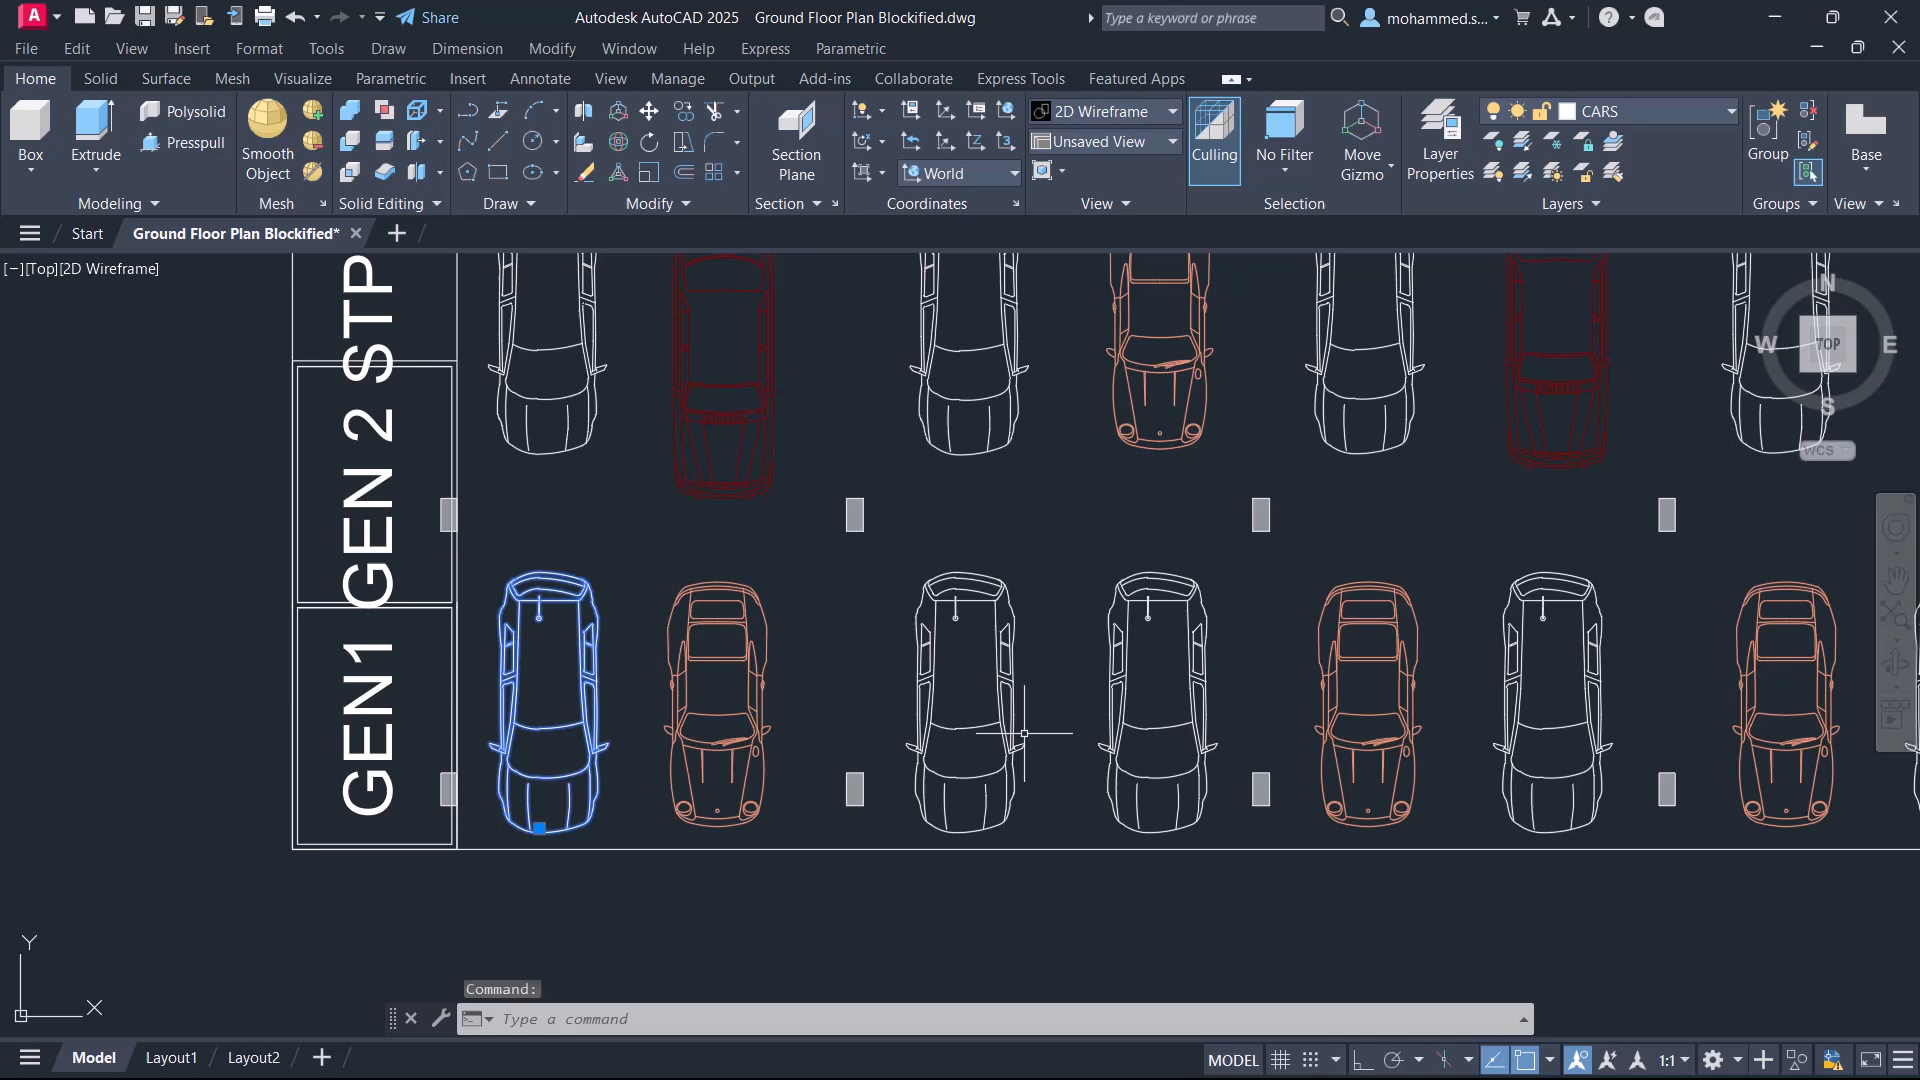 A
Share
Autodesk AutoCAD 2025 Ground Floor Plan Blockified.dwg
Type a keyword or phrase
mohammed.s...
File Edit View Insert Format Tools Draw Dimension Modify Window Help Express Parametric
Home Solid Surface Mesh Visualize Parametric Insert Annotate View Manage Output Add-ins Collaborate Express Tools Featured Apps
Box
Extrude
Polysolid
Presspull
Modeling
Smooth
Object
Mesh
Solid Editing
Draw
Modify
Section
Plane
Section
World
Coordinates
2D Wireframe
Unsaved View
View
Culling
No Filter
Move
Gizmo
Selection
Layer
Properties
CARS
Layers
Group
Groups
Base
View
Start
Ground Floor Plan Blockified*
[−][Top][2D Wireframe]
GEN1 GEN 2 STP
N
W
TOP
E
S
WCS
Y
X
Command:
Type a command
Model Layout1 Layout2
MODEL
1:1